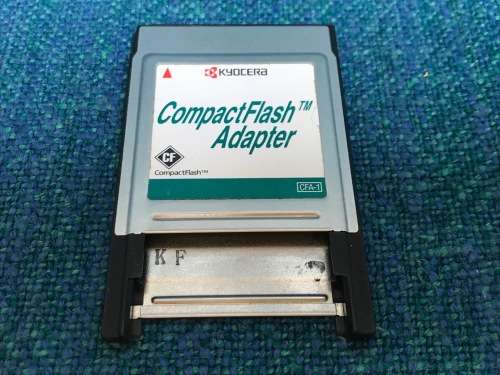 KYOCERA
CompactFlash™
Adapter
CF
CompactFlash™
CFA-1
K F